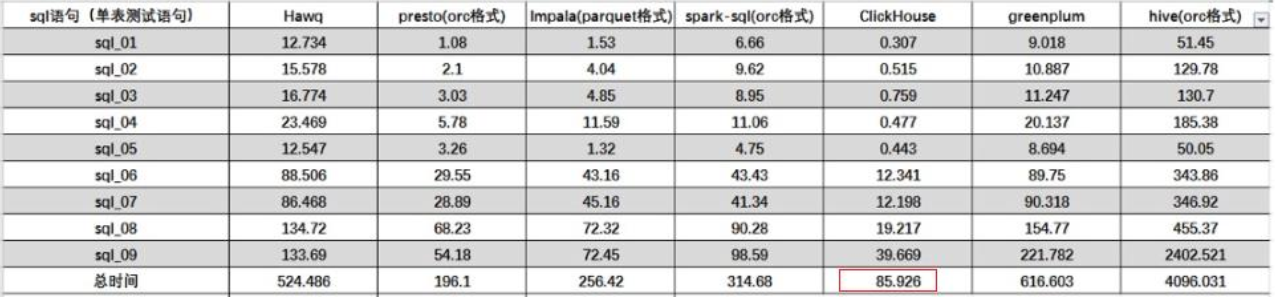 sql语句（单表测试语句） Hawq presto(orc格式) Impala(parquet格式) spark-sql(orc格式) ClickHouse greenplum hive(orc格式)
sql_01 12.734 1.08 1.53 6.66 0.307 9.018 51.45
sql_02 15.578 2.1 4.04 9.62 0.515 10.887 129.78
sql_03 16.774 3.03 4.85 8.95 0.759 11.247 130.7
sql_04 23.469 5.78 11.59 11.06 0.477 20.137 185.38
sql_05 12.547 3.26 1.32 4.75 0.443 8.694 50.05
sql_06 88.506 29.55 43.16 43.43 12.341 89.75 343.86
sql_07 86.468 28.89 45.16 41.34 12.198 90.318 346.92
sql_08 134.72 68.23 72.32 90.28 19.217 154.77 455.37
sql_09 133.69 54.18 72.45 98.59 39.669 221.782 2402.521
总时间 524.486 196.1 256.42 314.68 85.926 616.603 4096.031